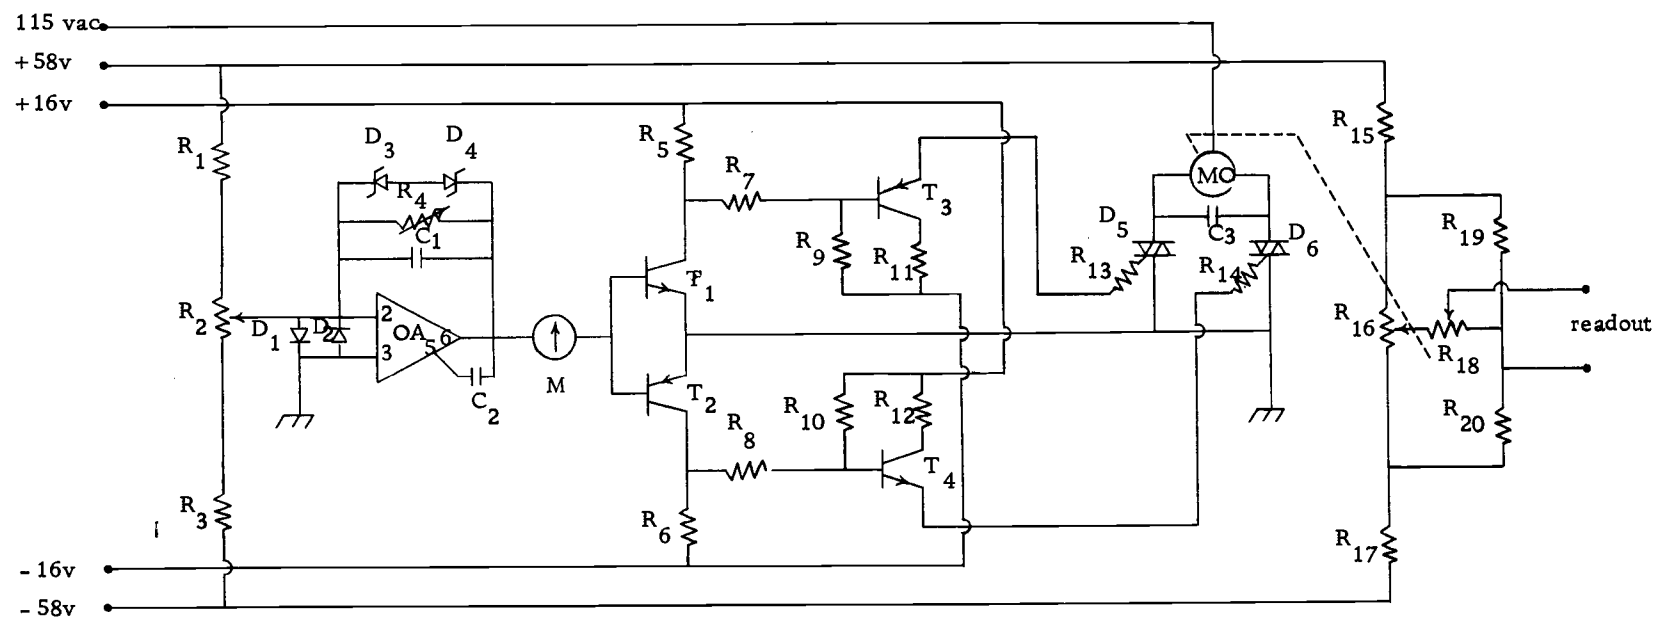 115 vac
+58v
+16v
R1
R2
R3
D3
D4
R4
C1
D1
D2
2
3
OA
5
6
C2
M
R5
R6
R7
R8
T1
T2
R9
R10
R11
R12
T3
T4
R13
D5
C3
D6
R14
MO
R15
R16
R17
R18
R19
R20
readout
-16v
-58v